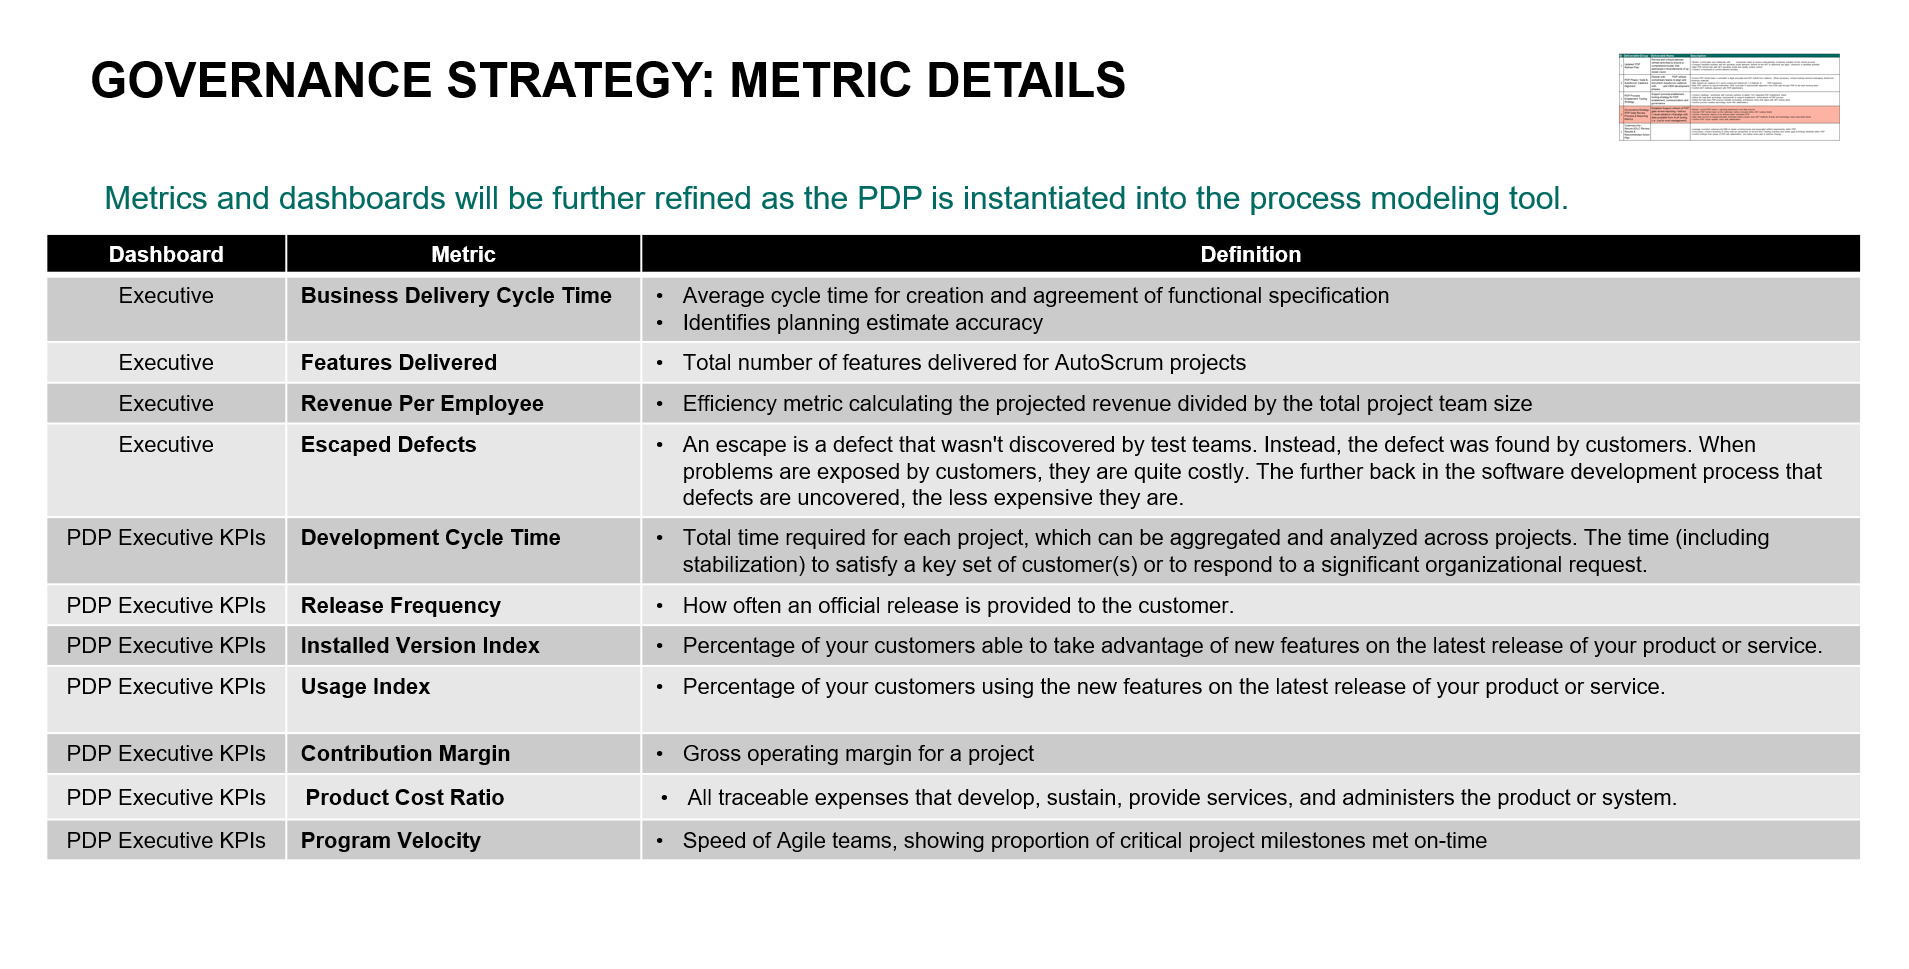 GOVERNANCE STRATEGY: METRIC DETAILS
Metrics and dashboards will be further refined as the PDP is instantiated into the process modeling tool.
Dashboard Metric Definition
Executive Business Delivery Cycle Time • Average cycle time for creation and agreement of functional specification
• Identifies planning estimate accuracy
Executive Features Delivered • Total number of features delivered for AutoScrum projects
Executive Revenue Per Employee • Efficiency metric calculating the projected revenue divided by the total project team size
Executive Escaped Defects • An escape is a defect that wasn't discovered by test teams. Instead, the defect was found by customers. When
problems are exposed by customers, they are quite costly. The further back in the software development process that
defects are uncovered, the less expensive they are.
PDP Executive KPIs Development Cycle Time • Total time required for each project, which can be aggregated and analyzed across projects. The time (including
stabilization) to satisfy a key set of customer(s) or to respond to a significant organizational request.
PDP Executive KPIs Release Frequency • How often an official release is provided to the customer.
PDP Executive KPIs Installed Version Index • Percentage of your customers able to take advantage of new features on the latest release of your product or service.
PDP Executive KPIs Usage Index • Percentage of your customers using the new features on the latest release of your product or service.
PDP Executive KPIs Contribution Margin • Gross operating margin for a project
PDP Executive KPIs Product Cost Ratio • All traceable expenses that develop, sustain, provide services, and administers the product or system.
PDP Executive KPIs Program Velocity • Speed of Agile teams, showing proportion of critical project milestones met on-time